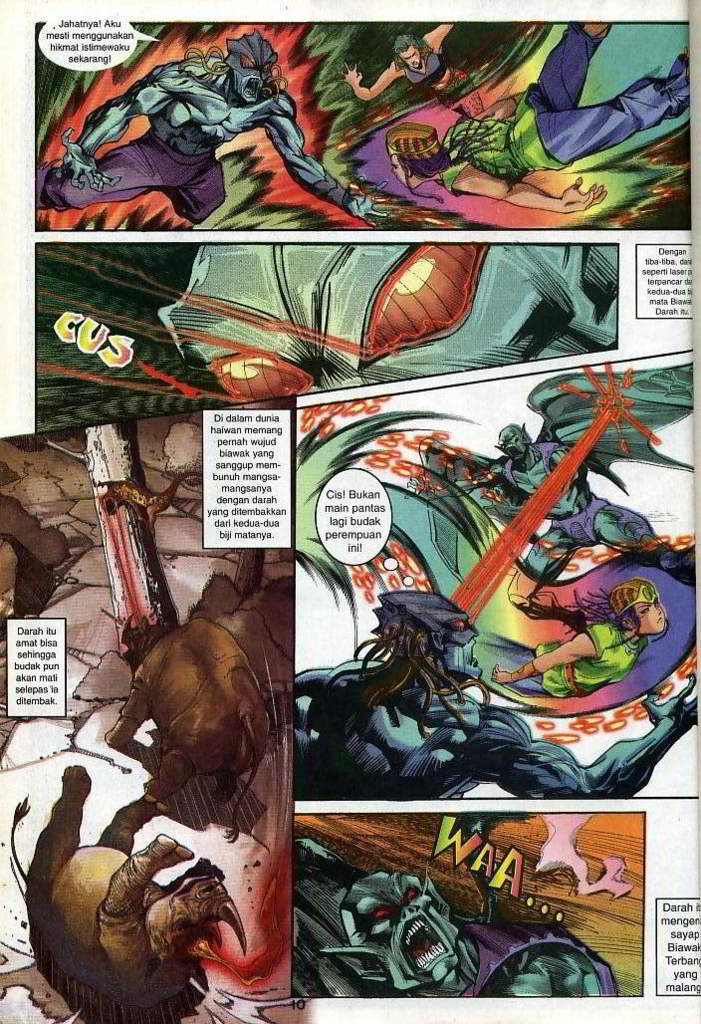 Jahatnya! Aku
mesti menggunakan
hikmat istimewaku
sekarang!
Dengan
tiba-tiba,
seperti laser
terpancar
kedua-dua
mata
Darah itu.
CUS
Di dalam dunia
haiwan memang
pernah wujud
biawak yang
sanggup mem-
bunuh mangsa-
mangsanya
dengan darah
yang ditembakkan
dari kedua-dua
biji matanya.
Cis! Bukan
main pantas
lagi budak
perempuan
ini!
Darah itu
amat bisa
sehingga
budak pun
akan mati
selepas ia
ditembak.
WAA...
Darah
sayap
yang
malang
10